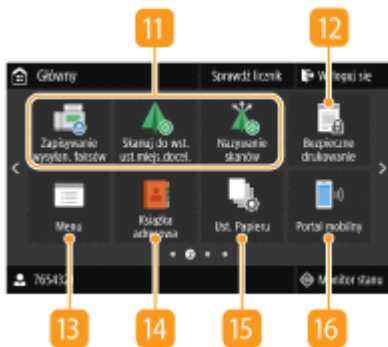 11
12
Główny
Sprawdź licznik
Wyloguj się
Zapisywanie
wysyłan. faksów
Skanuj do wst.
ust.miejs.docel.
Nazywanie
skanów
Bezpieczne
drukowanie
Menu
Książka
adresowa
Ust. Papieru
Portal mobilny
Monitor stanu
13
14
15
16